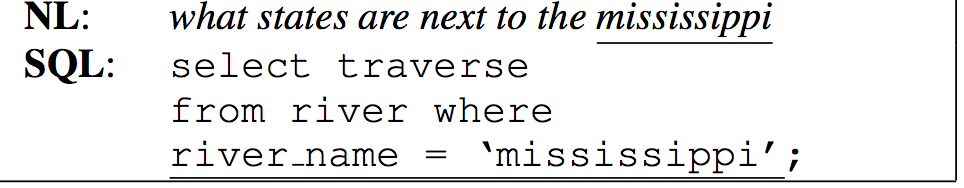 NL: what states are next to the mississippi
SQL: select traverse
from river where
river_name = ‘mississippi’;